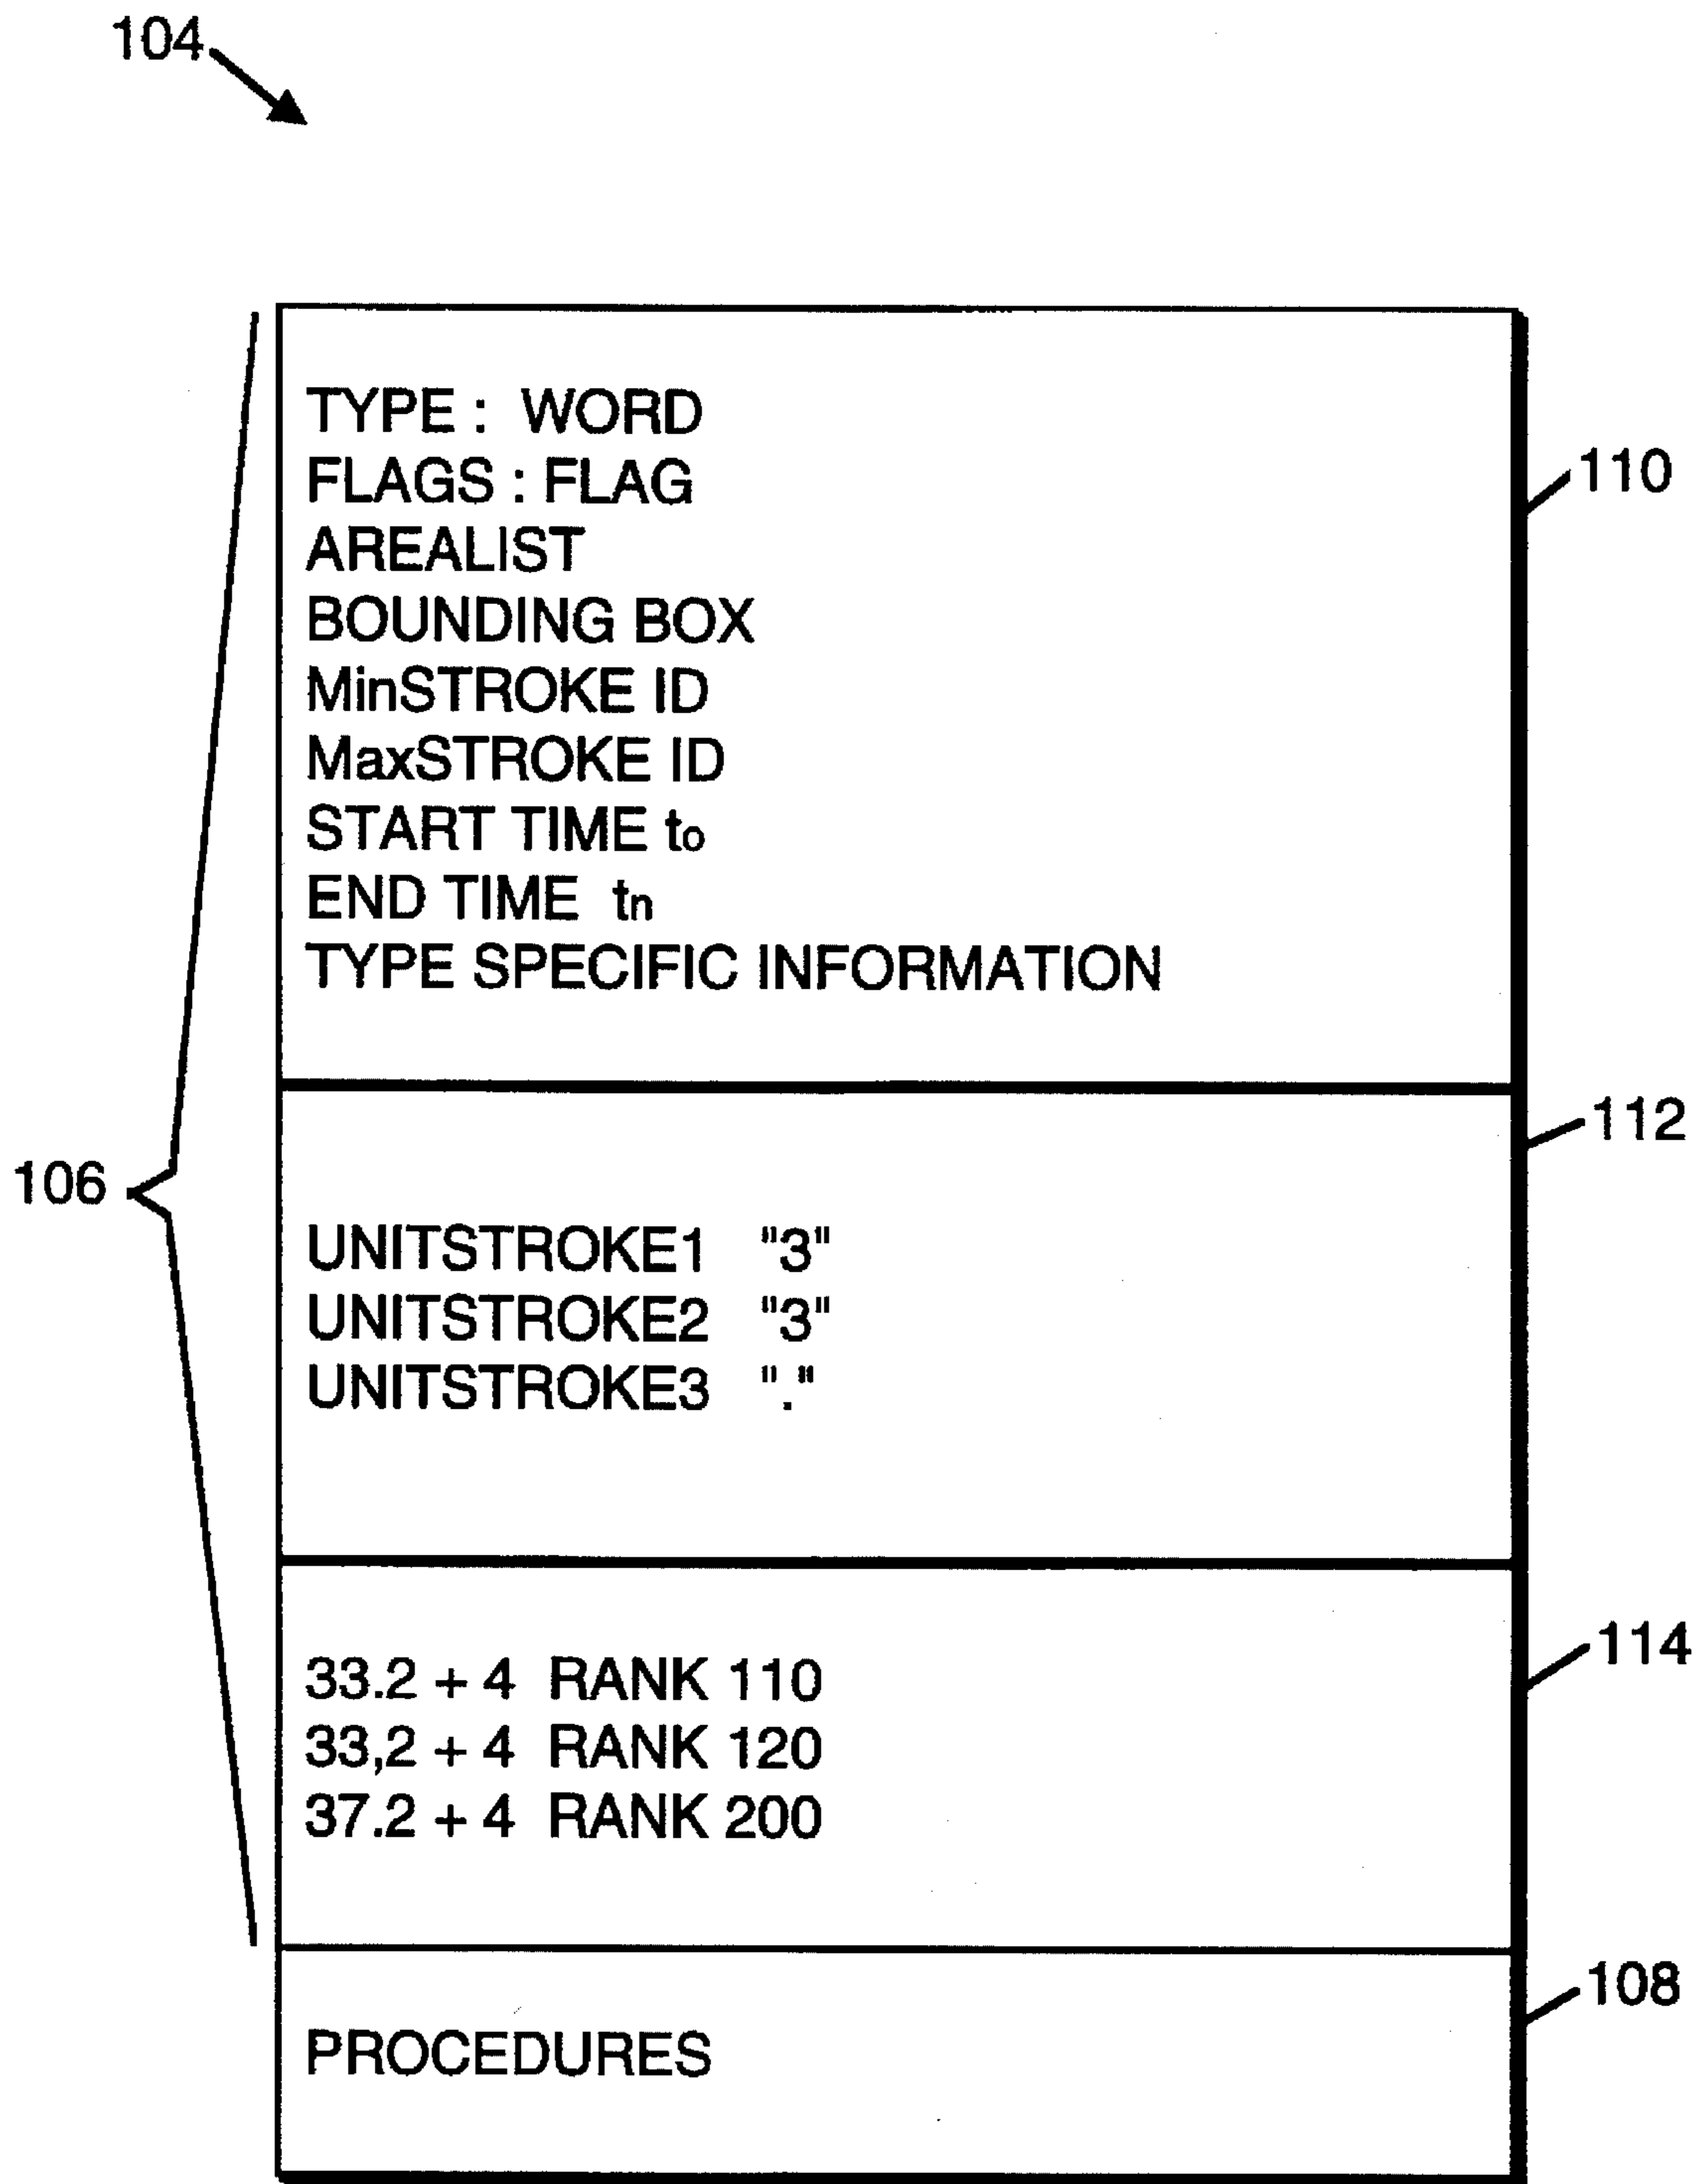 104
TYPE : WORD
FLAGS : FLAG
AREALIST
BOUNDING BOX
MinSTROKE ID
MaxSTROKE ID
START TIME to
END TIME tn
TYPE SPECIFIC INFORMATION
110
112
106
UNITSTROKE1 "3"
UNITSTROKE2 "3"
UNITSTROKE3 "."
114
33.2 + 4 RANK 110
33,2 + 4 RANK 120
37.2 + 4 RANK 200
108
PROCEDURES